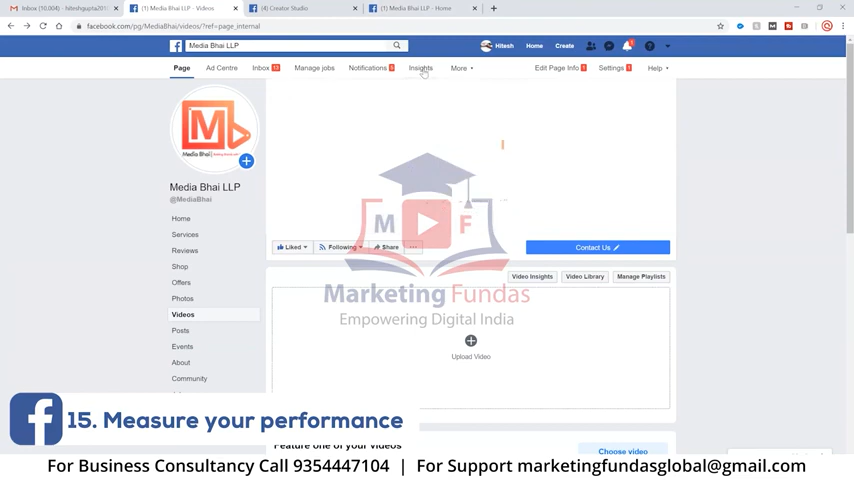 Inbox (10,004) - hiteshgupta201
(1) Media Bhai LLP - Videos
(4) Creator Studio
(1) Media Bhai LLP - Home
facebook.com/pg/MediaBhai/videos/?ref=page_internal
Media Bhai LLP
Hitesh
Home
Create
Page
Ad Centre
Inbox
Manage jobs
Notifications
Insights
More
Edit Page Info
Settings
Help
M
Media Bhai
Media Bhai LLP
@MediaBhai
Home
Services
Reviews
Shop
Offers
Photos
Videos
Posts
Events
About
Community
Liked
Following
Share
Contact Us
Video Insights
Video Library
Manage Playlists
Upload Video
M F
Marketing Fundas
Empowering Digital India
15. Measure your performance
Feature one of your videos
Choose video
For Business Consultancy Call 9354447104 | For Support marketingfundasglobal@gmail.com